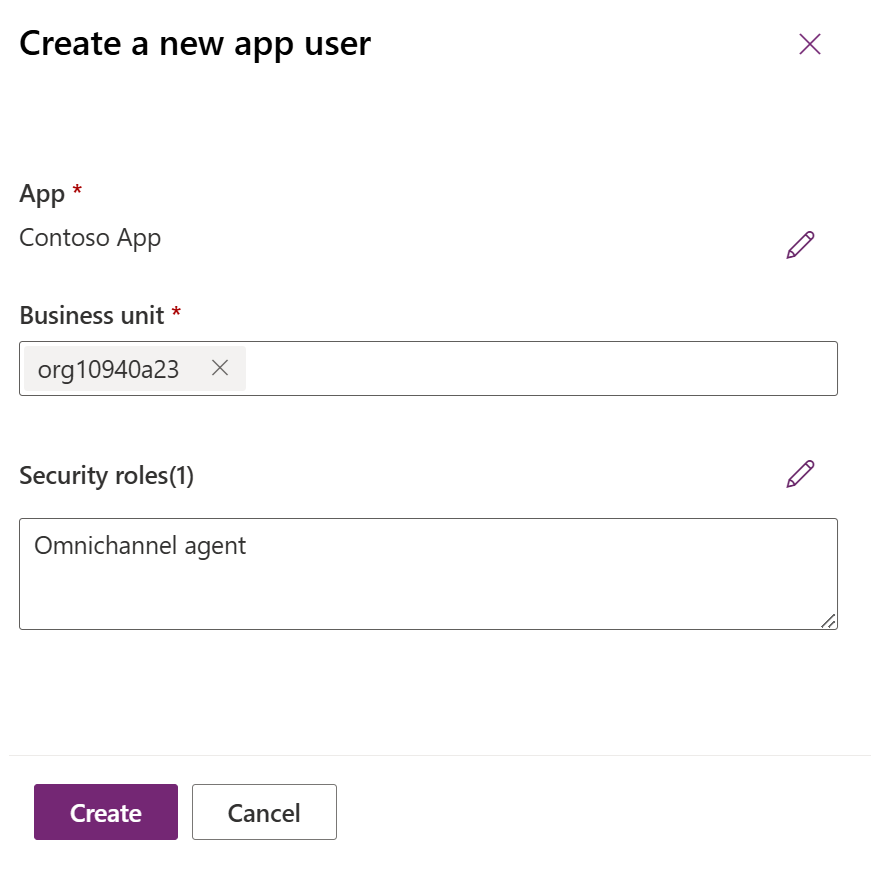 Create a new app user
App *
Contoso App
Business unit *
org10940a23
Security roles(1)
Omnichannel agent
Create
Cancel